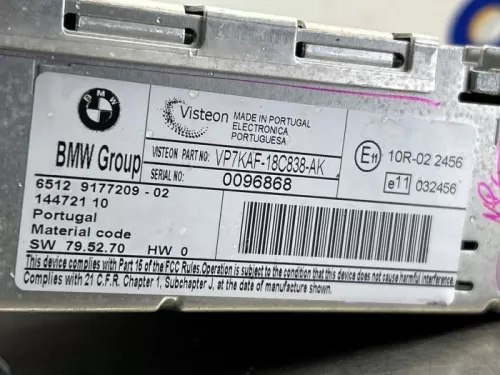 BMW
BMW Group
6512 9177209-02
14472110
Portugal
Material code
SW 79.52.70 HW 0
Visteon
MADE IN PORTUGAL
ELECTRONICA
PORTUGUESA
VISTEON PART NUMBER: VP7KAF-18C838-AK
SERIAL No.: 0096868
E11 10R-02 2456
e11 032456
This device complies with Part 15 of the FCC Rules.Operation is subject to the condition that this device does not cause harmful interference
Complies with 21 C.F.R. Chapter 1, Subchapter J, at the date of manufacture shown.